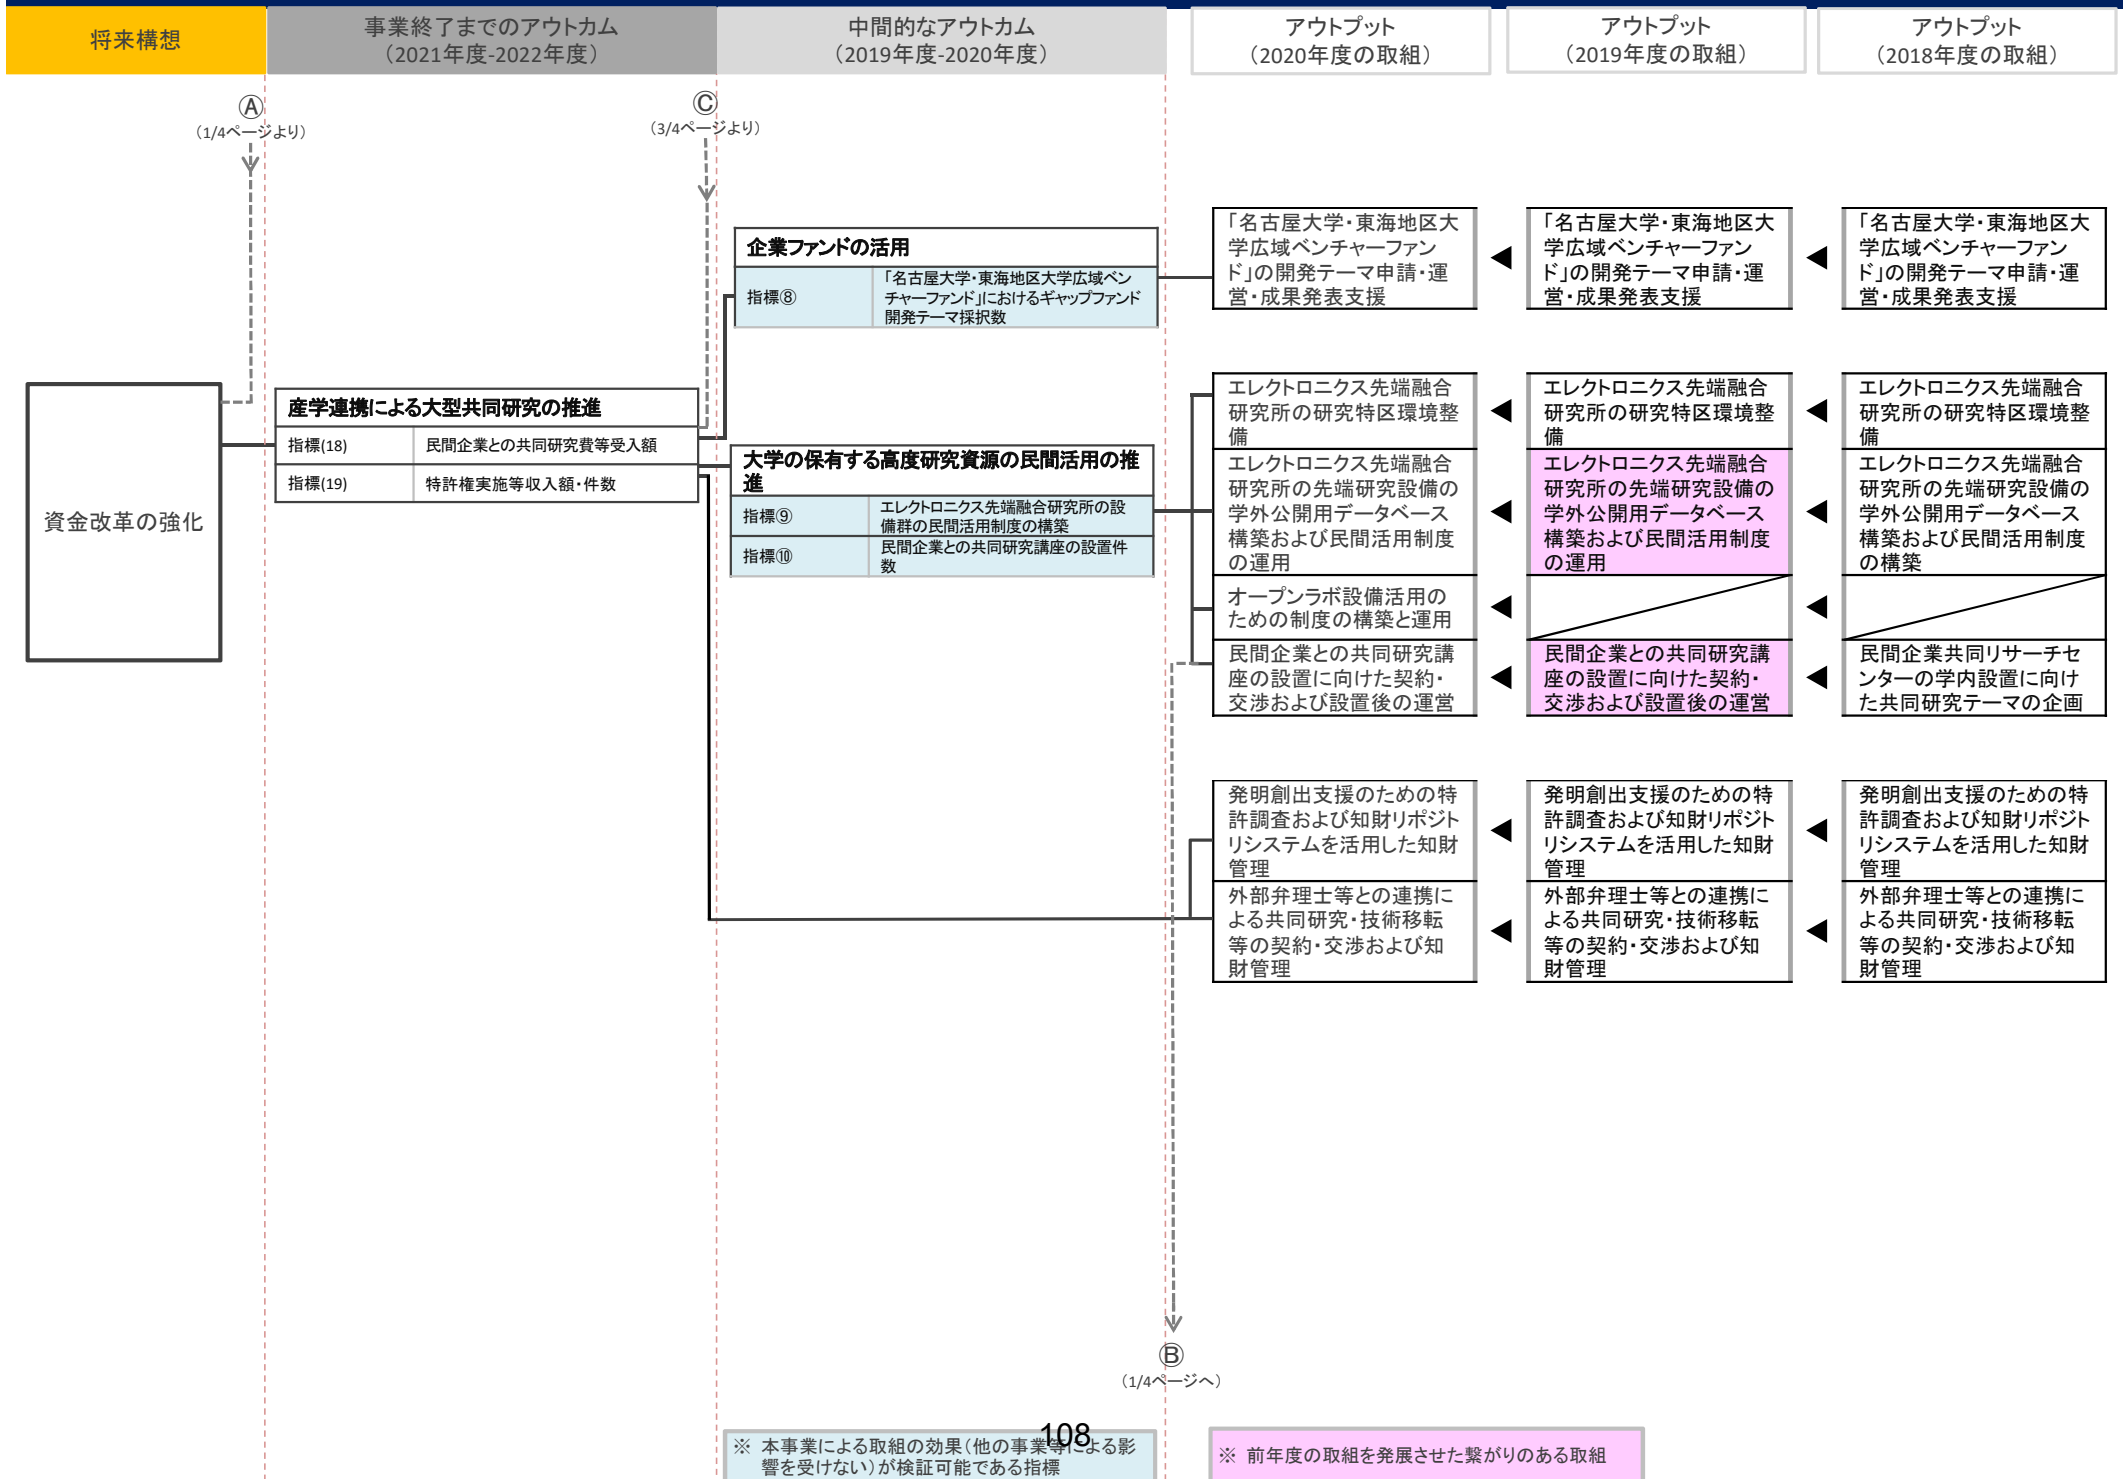 将来構想
事業終了までのアウトカム
（2021年度-2022年度）
中間的なアウトカム
（2019年度-2020年度）
アウトプット
（2020年度の取組）
アウトプット
（2019年度の取組）
アウトプット
（2018年度の取組）
Ⓐ
（1/4ページより）
Ⓒ
（3/4ページより）
資金改革の強化
産学連携による大型共同研究の推進
指標(18)
民間企業との共同研究費等受入額
指標(19)
特許権実施等収入額・件数
企業ファンドの活用
指標⑧
「名古屋大学・東海地区大学広域ベン
チャーファンド」におけるギャップファンド
開発テーマ採択数
大学の保有する高度研究資源の民間活用の推
進
指標⑨
エレクトロニクス先端融合研究所の設
備群の民間活用制度の構築
指標⑩
民間企業との共同研究講座の設置件
数
「名古屋大学・東海地区大
学広域ベンチャーファン
ド」の開発テーマ申請・運
営・成果発表支援
「名古屋大学・東海地区大
学広域ベンチャーファン
ド」の開発テーマ申請・運
営・成果発表支援
「名古屋大学・東海地区大
学広域ベンチャーファン
ド」の開発テーマ申請・運
営・成果発表支援
エレクトロニクス先端融合
研究所の研究特区環境整
備
エレクトロニクス先端融合
研究所の研究特区環境整
備
エレクトロニクス先端融合
研究所の研究特区環境整
備
エレクトロニクス先端融合
研究所の先端研究設備の
学外公開用データベース
構築および民間活用制度
の運用
エレクトロニクス先端融合
研究所の先端研究設備の
学外公開用データベース
構築および民間活用制度
の運用
エレクトロニクス先端融合
研究所の先端研究設備の
学外公開用データベース
構築および民間活用制度
の構築
オープンラボ設備活用の
ための制度の構築と運用
民間企業との共同研究講
座の設置に向けた契約・
交渉および設置後の運営
民間企業との共同研究講
座の設置に向けた契約・
交渉および設置後の運営
民間企業共同リサーチセ
ンターの学内設置に向け
た共同研究テーマの企画
発明創出支援のための特
許調査および知財リポジト
リシステムを活用した知財
管理
発明創出支援のための特
許調査および知財リポジト
リシステムを活用した知財
管理
発明創出支援のための特
許調査および知財リポジト
リシステムを活用した知財
管理
外部弁理士等との連携に
よる共同研究・技術移転
等の契約・交渉および知
財管理
外部弁理士等との連携に
よる共同研究・技術移転
等の契約・交渉および知
財管理
外部弁理士等との連携に
よる共同研究・技術移転
等の契約・交渉および知
財管理
Ⓑ
（1/4ページへ）
108
※ 本事業による取組の効果（他の事業等による影
響を受けない）が検証可能である指標
※ 前年度の取組を発展させた繋がりのある取組